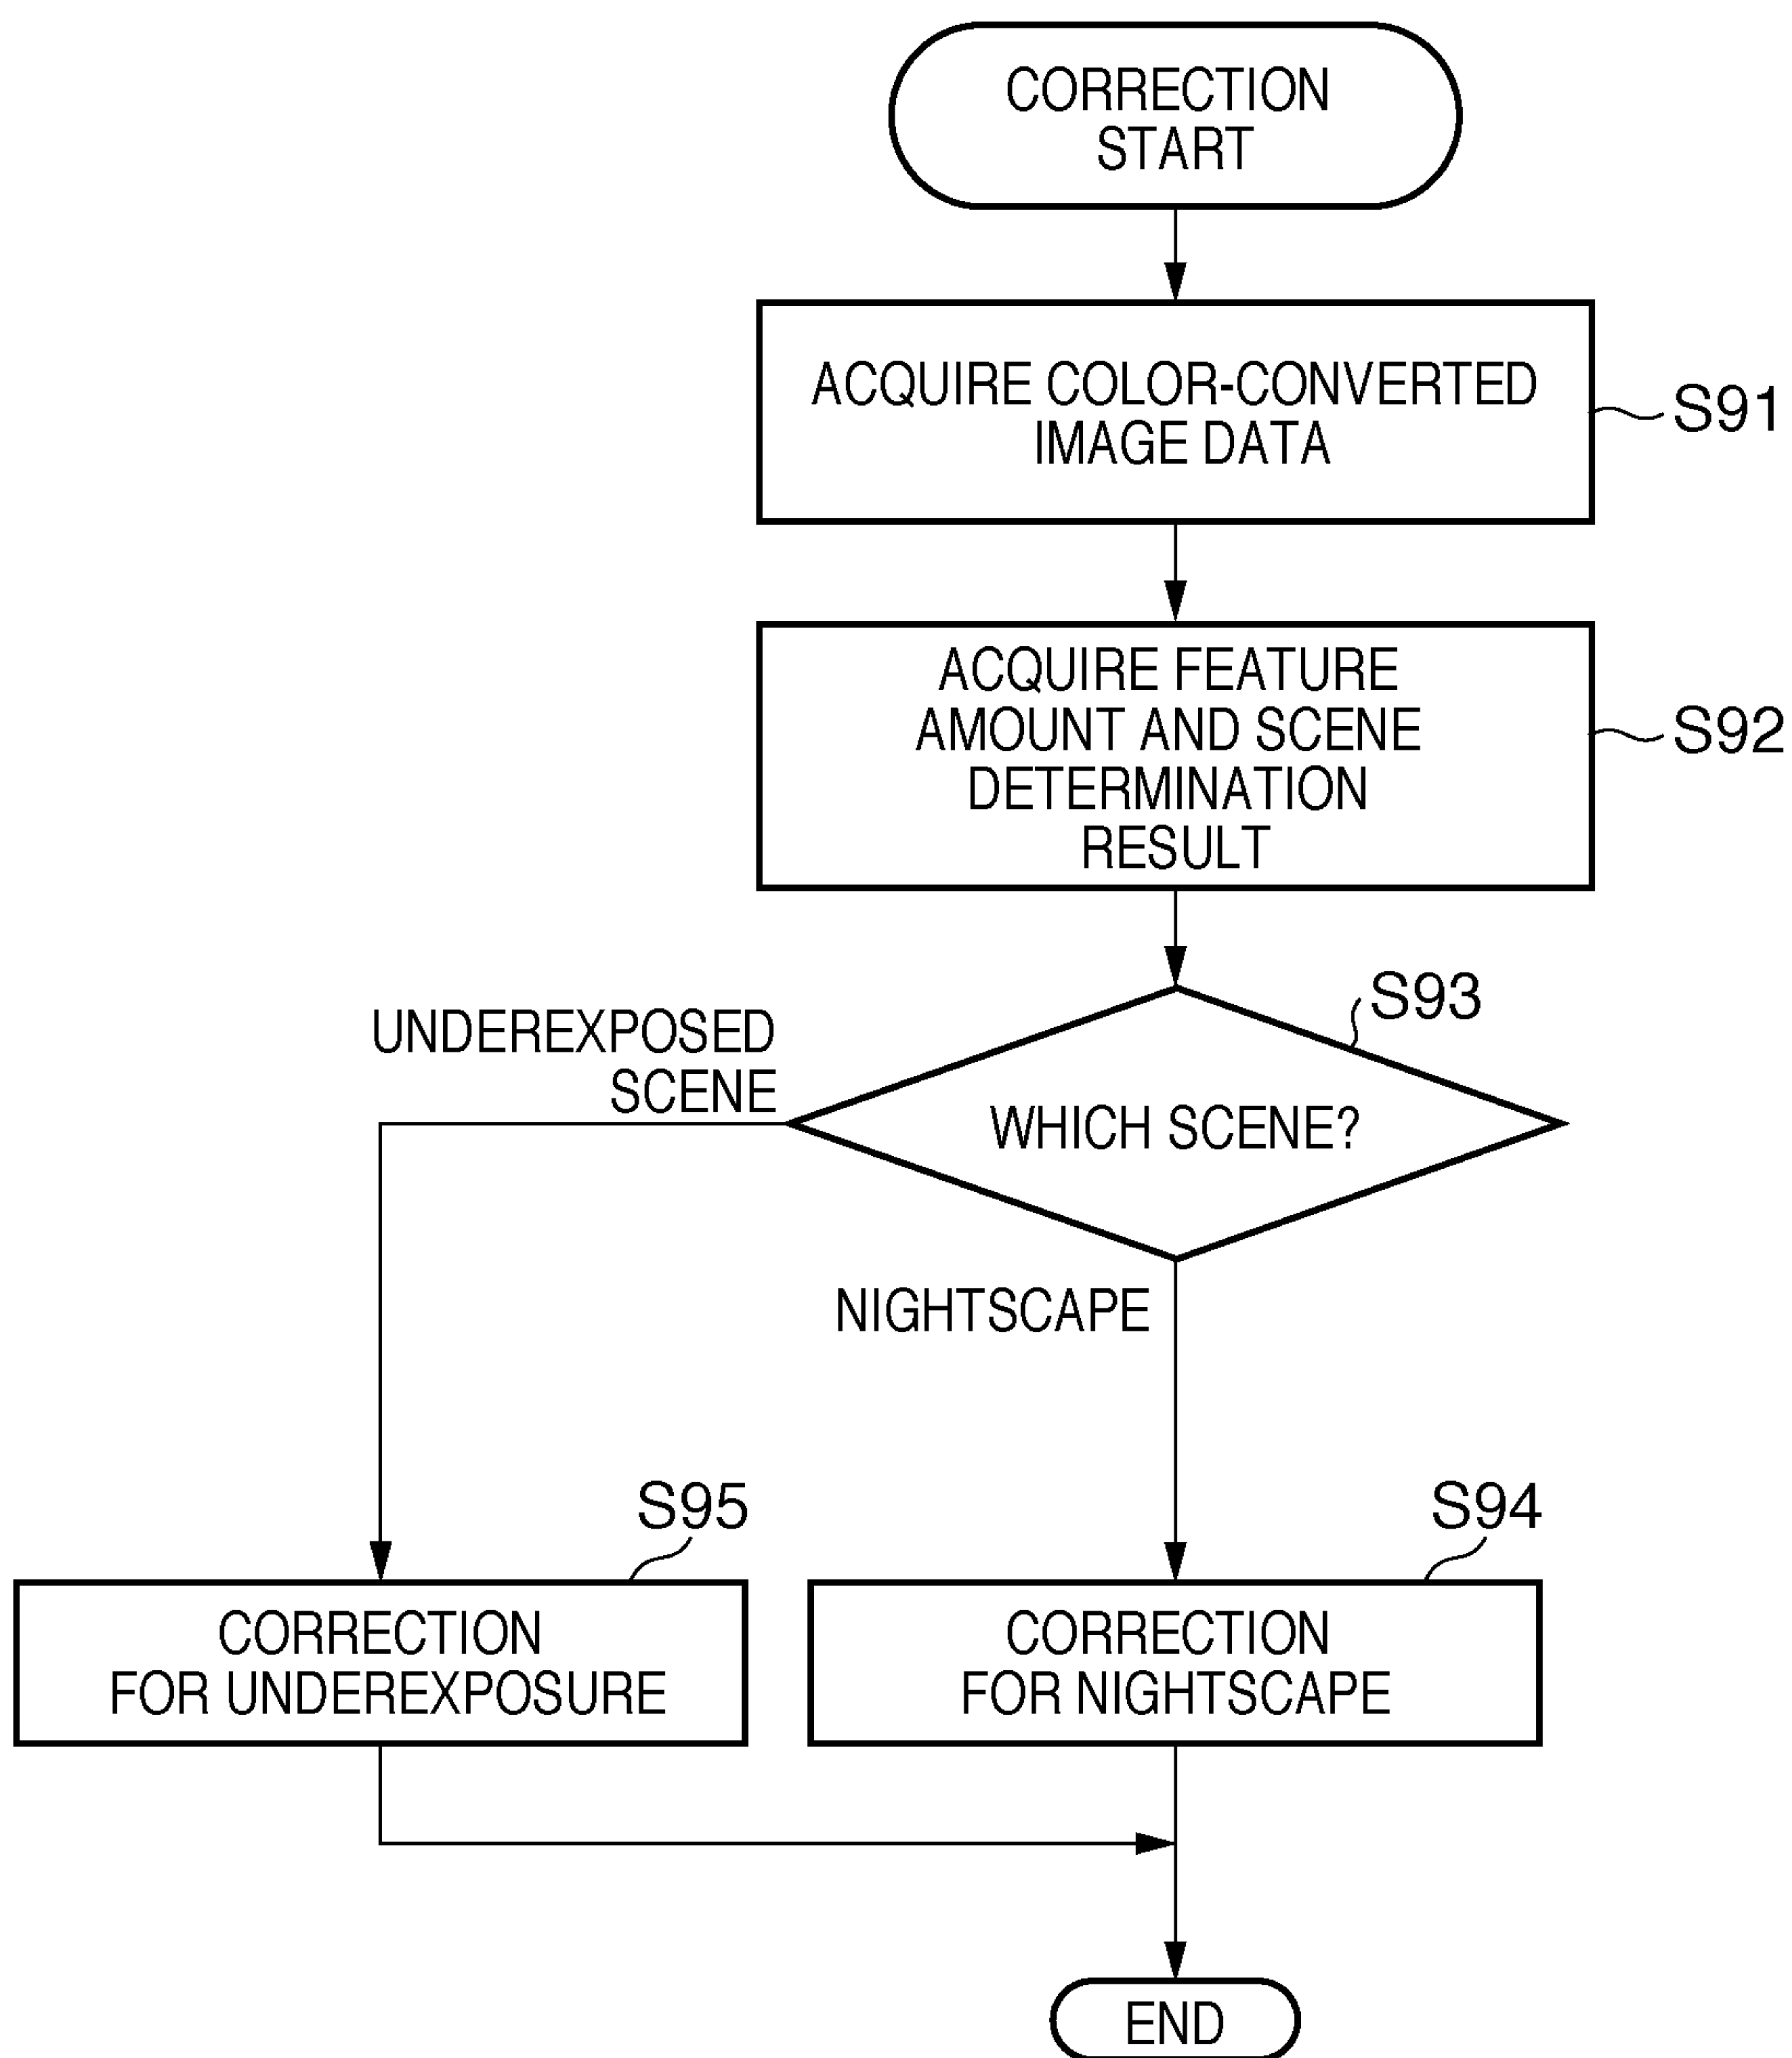 CORRECTION
START
ACQUIRE COLOR-CONVERTED
IMAGE DATA
S91
ACQUIRE FEATURE
AMOUNT AND SCENE
DETERMINATION
RESULT
S92
S93
UNDEREXPOSED
SCENE
WHICH SCENE?
NIGHTSCAPE
S95
S94
CORRECTION
FOR UNDEREXPOSURE
CORRECTION
FOR NIGHTSCAPE
END